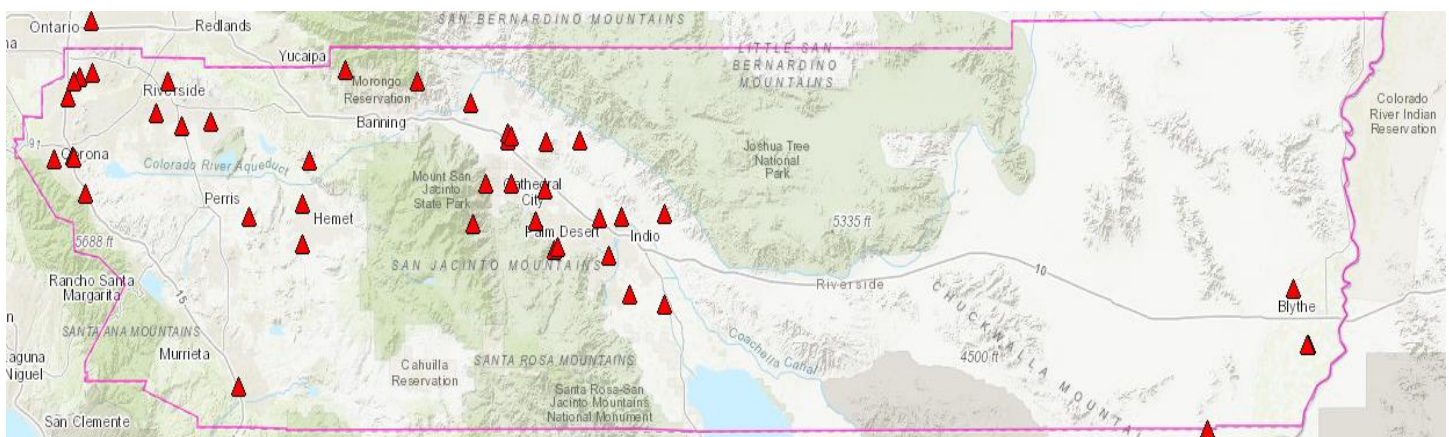 SAN BERNARDINO MOUNTAINS
Ontario
Redlands
Yucaipa
LITTLE SAN
BERNARDINO
MOUNTAINS
Riverside
Morongo
Reservation
Banning
Colorado
River Indian
Reservation
91
Corona
Colorado River Aqueduct
Joshua Tree
National
Park
Mount San
Jacinto
State Park
Cathedral
City
Perris
Hemet
5688 ft
Palm Desert
Indio
5335 ft
SAN JACINTO MOUNTAINS
10
Riverside
Rancho Santa
Margarita
15
CHUCKWALLA MOUNTAI
Blythe
SANTA ANA MOUNTAINS
Murrieta
Coachella Canal
4500 ft
Laguna
Niguel
Cahuilla
Reservation
SANTA ROSA MOUNTAINS
Santa Rosa-San
Jacinto Mountains
National Monument
San Clemente